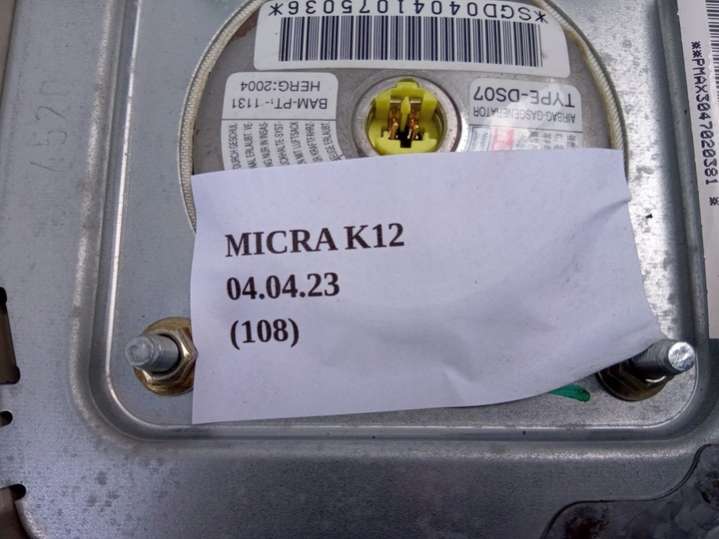 *SGD04041075036*
AIRBAG-GASGENERATOR
TYPE-DS07
BAM-PT₁- 1131
HERG:2004
**PMAX3047020381 **
MICRA K12
04.04.23
(108)